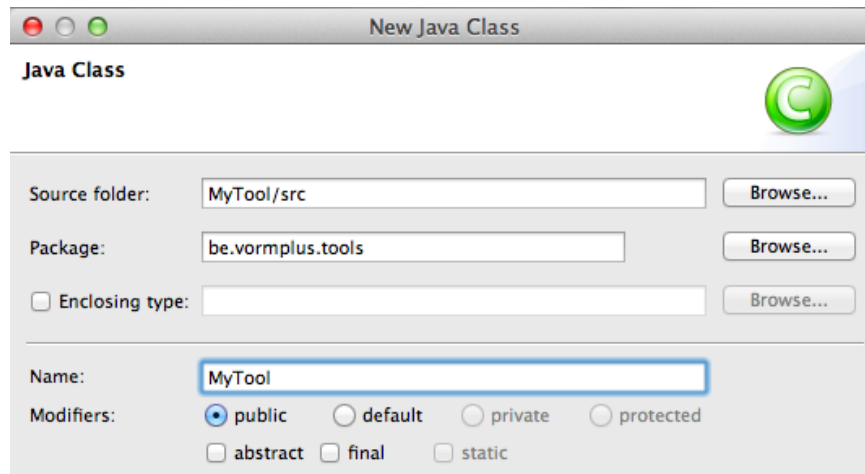 New Java Class
Java Class
C
Source folder: MyTool/src Browse...
Package: be.vormplus.tools Browse...
Enclosing type: Browse...
Name: MyTool
Modifiers: public default private protected
abstract final static